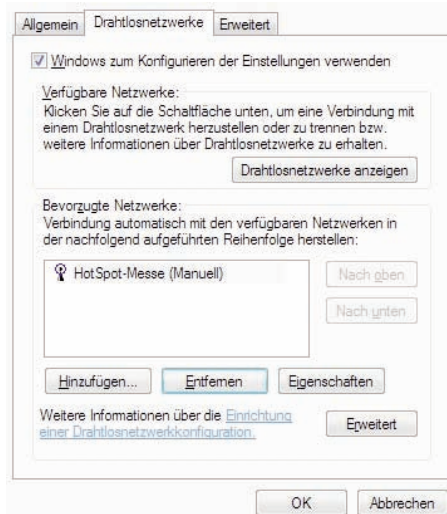 Allgemein Drahtlosnetzwerke Erweitert
Windows zum Konfigurieren der Einstellungen verwenden
Verfügbare Netzwerke:
Klicken Sie auf die Schaltfläche unten, um eine Verbindung mit
einem Drahtlosnetzwerk herzustellen oder zu trennen bzw.
weitere Informationen über Drahtlosnetzwerke zu erhalten.
Drahtlosnetzwerke anzeigen
Bevorzugte Netzwerke:
Verbindung automatisch mit den verfügbaren Netzwerken in
der nachfolgend aufgeführten Reihenfolge herstellen:
HotSpot-Messe (Manuell)
Nach oben
Nach unten
Hinzufügen... Entfernen Eigenschaften
Weitere Informationen über die Einrichtung
einer Drahtlosnetzwerkkonfiguration.
Erweitert
OK Abbrechen